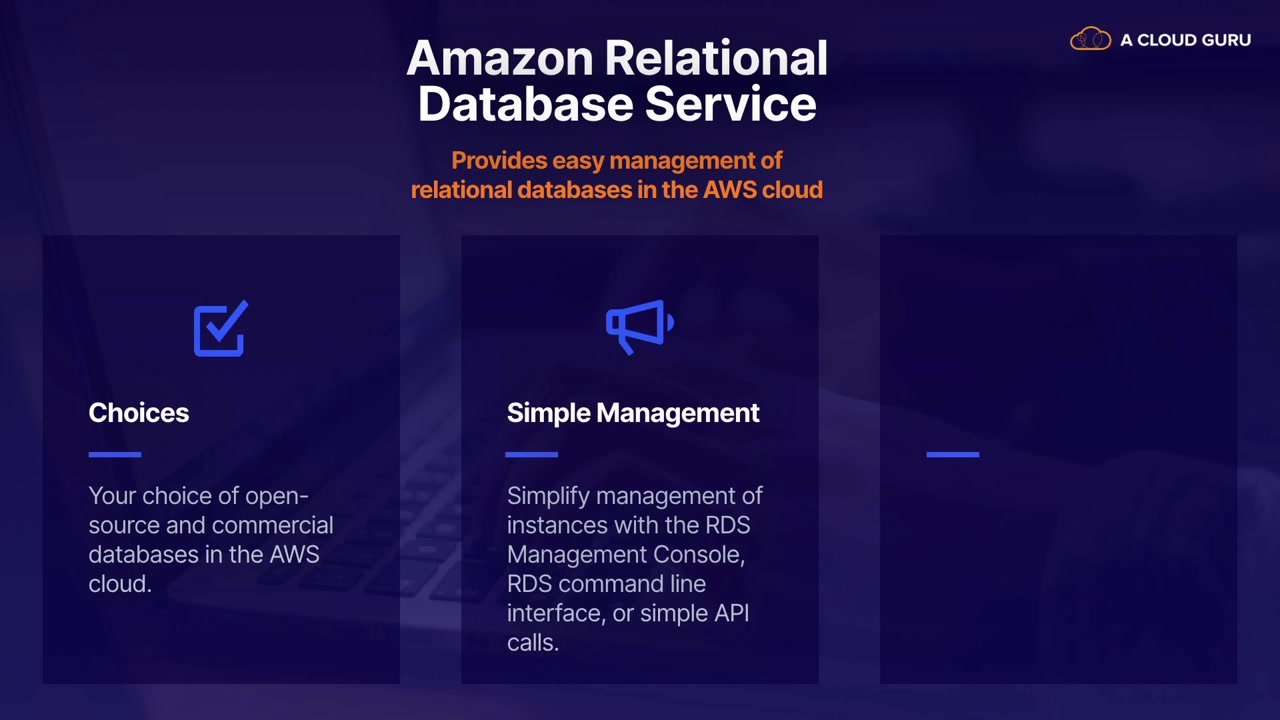 A CLOUD GURU
Amazon Relational
Database Service
Provides easy management of
relational databases in the AWS cloud
Choices
Your choice of open-
source and commercial
databases in the AWS
cloud.
Simple Management
Simplify management of
instances with the RDS
Management Console,
RDS command line
interface, or simple API
calls.